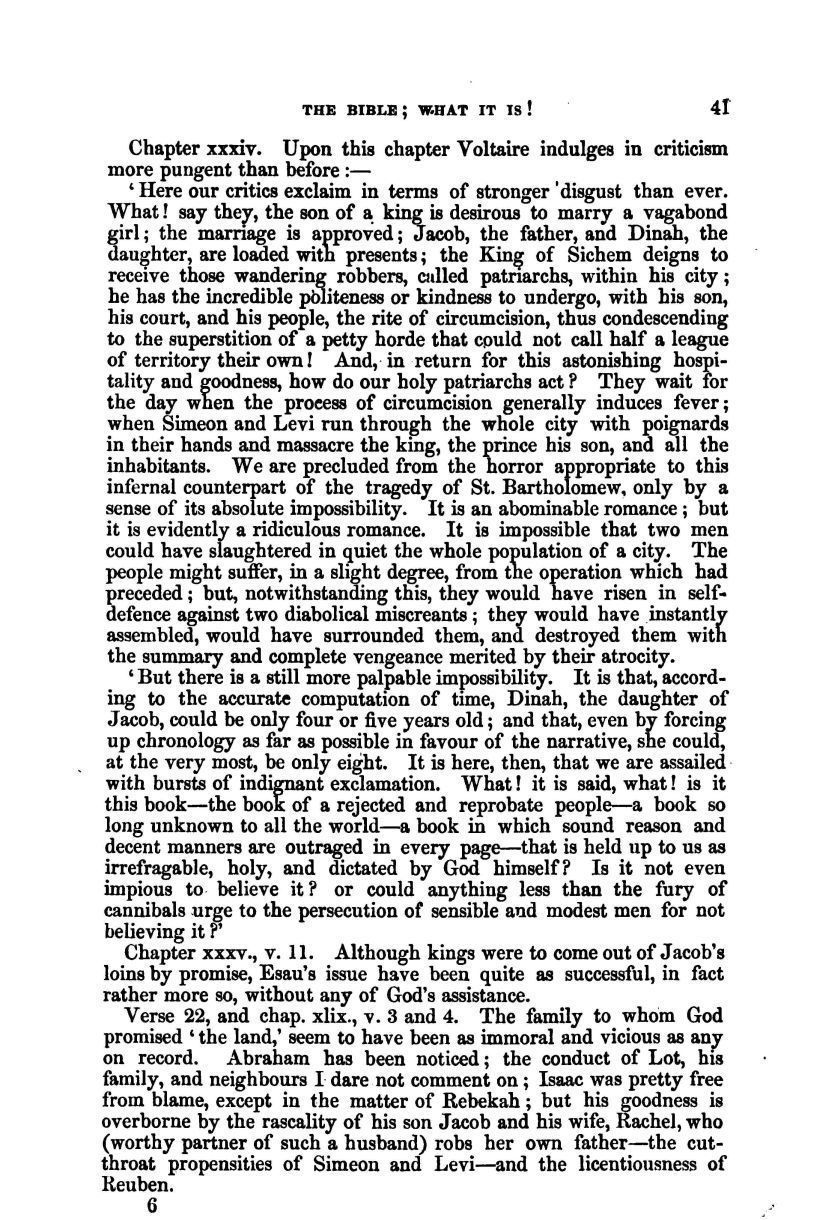 THE BIBLE; WHAT IT IS! 41
Chapter xxxiv. Upon this chapter Voltaire indulges in criticism
more pungent than before :—
‘Here our critics exclaim in terms of stronger disgust than ever.
What! say they, the son of a king is desirous to marry a vagabond
girl; the marriage is approved; Jacob, the father, and Dinah, the
daughter, are loaded with presents; the King of Sichem deigns to
receive those wandering robbers, called patriarchs, within his city;
he has the incredible politeness or kindness to undergo, with his son,
his court, and his people, the rite of circumcision, thus condescending
to the superstition of a petty horde that could not call half a league
of territory their own! And, in return for this astonishing hospi-
tality and goodness, how do our holy patriarchs act? They wait for
the day when the process of circumcision generally induces fever;
when Simeon and Levi run through the whole city with poignards
in their hands and massacre the king, the prince his son, and all the
inhabitants. We are precluded from the horror appropriate to this
infernal counterpart of the tragedy of St. Bartholomew, only by a
sense of its absolute impossibility. It is an abominable romance; but
it is evidently a ridiculous romance. It is impossible that two men
could have slaughtered in quiet the whole population of a city. The
people might suffer, in a slight degree, from the operation which had
preceded; but, notwithstanding this, they would have risen in self-
defence against two diabolical miscreants; they would have instantly
assembled, would have surrounded them, and destroyed them with
the summary and complete vengeance merited by their atrocity.
‘But there is a still more palpable impossibility. It is that, accord-
ing to the accurate computation of time, Dinah, the daughter of
Jacob, could be only four or five years old; and that, even by forcing
up chronology as far as possible in favour of the narrative, she could,
at the very most, be only eight. It is here, then, that we are assailed
with bursts of indignant exclamation. What! it is said, what! is it
this book—the book of a rejected and reprobate people—a book so
long unknown to all the world—a book in which sound reason and
decent manners are outraged in every page—that is held up to us as
irrefragable, holy, and dictated by God himself? Is it not even
impious to believe it? or could anything less than the fury of
cannibals urge to the persecution of sensible and modest men for not
believing it?’
Chapter xxxv., v. 11. Although kings were to come out of Jacob's
loins by promise, Esau's issue have been quite as successful, in fact
rather more so, without any of God's assistance.
Verse 22, and chap. xlix., v. 3 and 4. The family to whom God
promised ‘the land,’ seem to have been as immoral and vicious as any
on record. Abraham has been noticed; the conduct of Lot, his
family, and neighbours I dare not comment on; Isaac was pretty free
from blame, except in the matter of Rebekah; but his goodness is
overborne by the rascality of his son Jacob and his wife, Rachel, who
(worthy partner of such a husband) robs her own father—the cut-
throat propensities of Simeon and Levi—and the licentiousness of
Reuben.
6